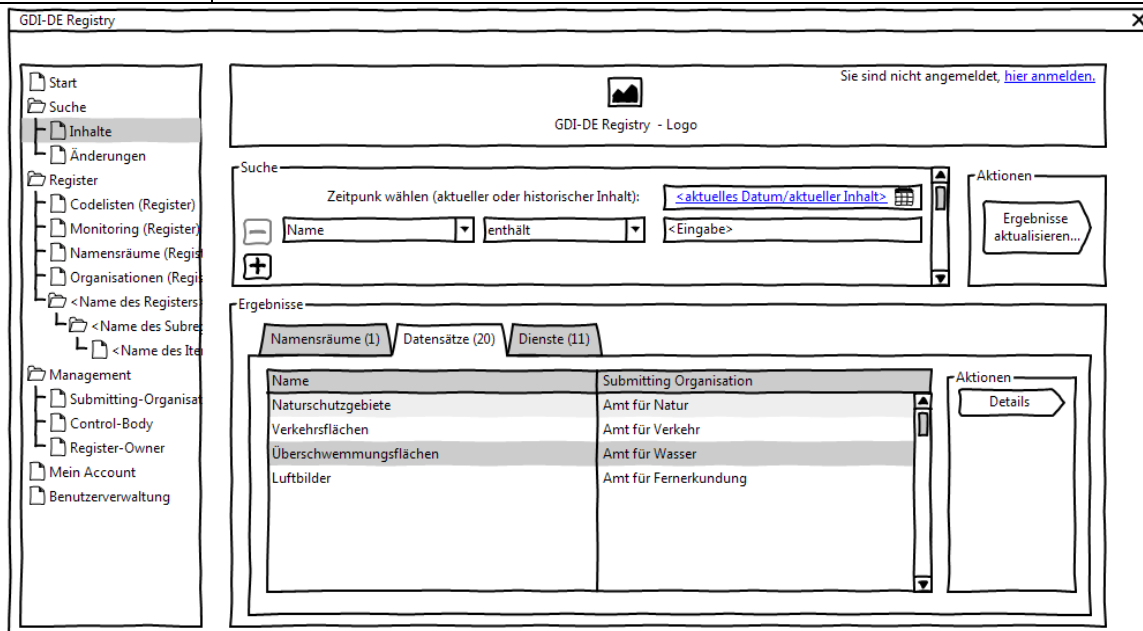 GDI-DE Registry
Start
Suche
Inhalte
Änderungen
Register
Codelisten (Register)
Monitoring (Register)
Namensräume (Regist
Organisationen (Regis
<Name des Registers
<Name des Subreg
<Name des Ite
Management
Submitting-Organisat
Control-Body
Register-Owner
Mein Account
Benutzerverwaltung
Sie sind nicht angemeldet, hier anmelden.
GDI-DE Registry - Logo
Suche
Zeitpunk wählen (aktueller oder historischer Inhalt): <aktuelles Datum/aktueller Inhalt>
Name enthält <Eingabe>
Aktionen
Ergebnisse
aktualisieren...
Ergebnisse
Namensräume (1) Datensätze (20) Dienste (11)
Name Submitting Organisation
Naturschutzgebiete Amt für Natur
Verkehrsflächen Amt für Verkehr
Überschwemmungsflächen Amt für Wasser
Luftbilder Amt für Fernerkundung
Aktionen
Details